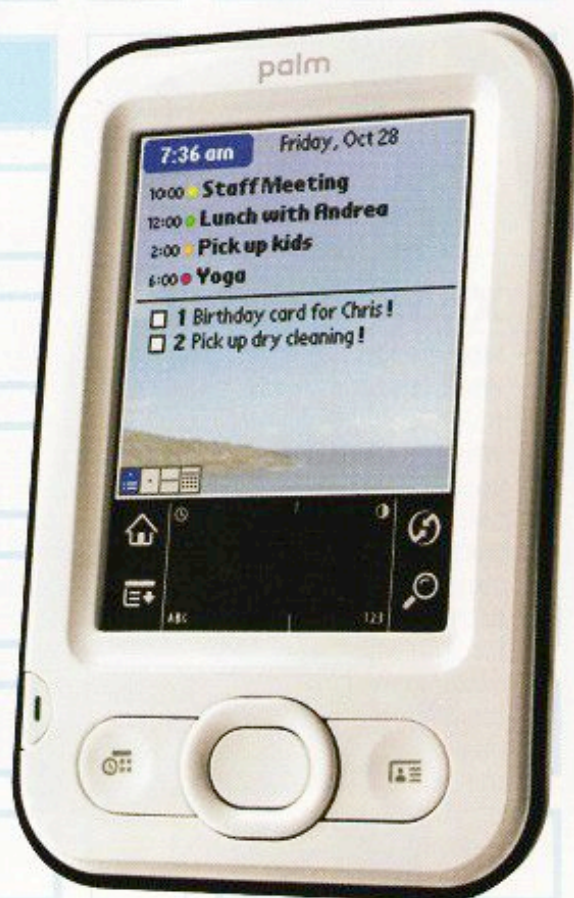 palm
7:36 am Friday, Oct 28
10:00 Staff Meeting
12:00 Lunch with Andrea
2:00 Pick up kids
6:00 Yoga
1 Birthday card for Chris!
2 Pick up dry cleaning!
ABC 123